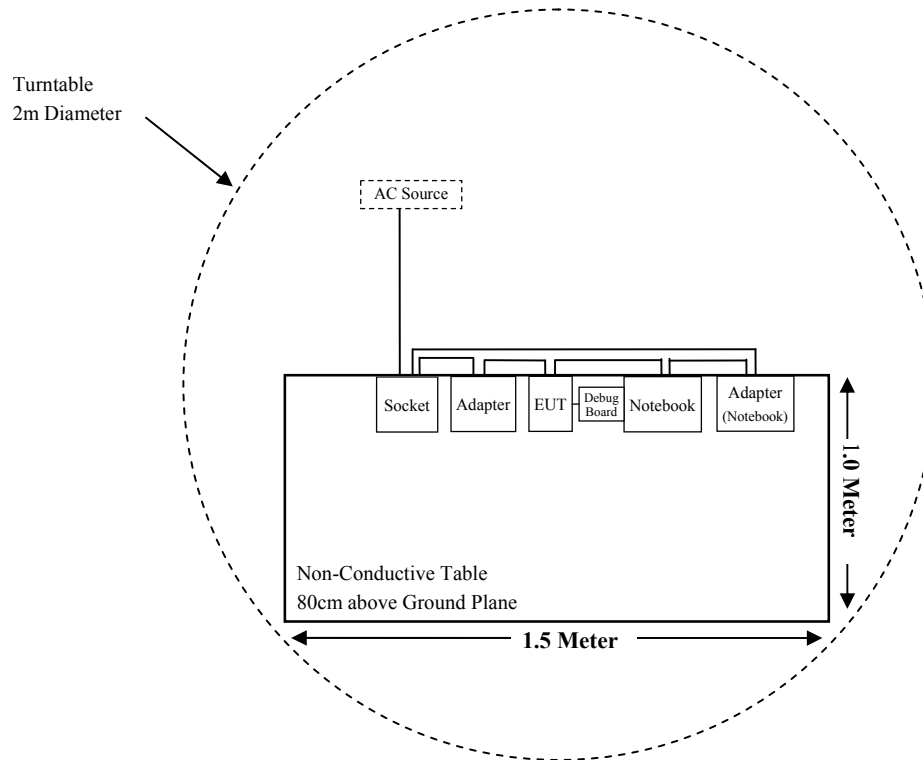 Turntable
2m Diameter
AC Source
Socket
Adapter
EUT
Debug
Board
Notebook
Adapter
(Notebook)
1.0 Meter
Non-Conductive Table
80cm above Ground Plane
1.5 Meter